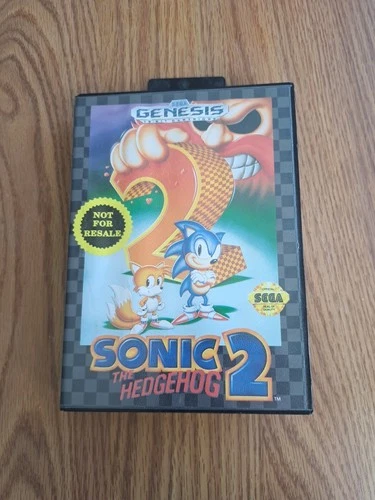 SEGA
GENESIS
2
NOT
FOR
RESALE
SEGA
SONIC
THE
HEDGEHOG
2
TM